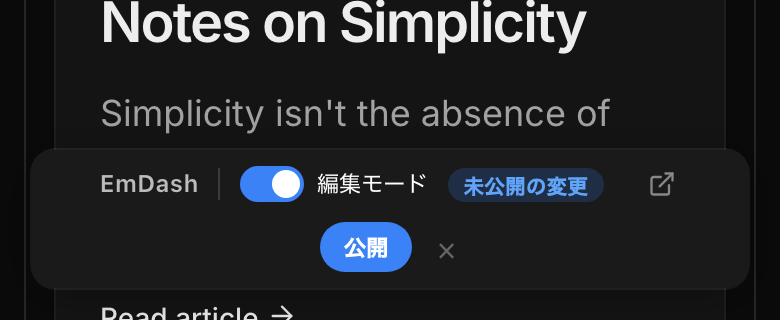 Notes on Simplicity
Simplicity isn't the absence of
EmDash 編集モード 未公開の変更
公開 ×
Read article →